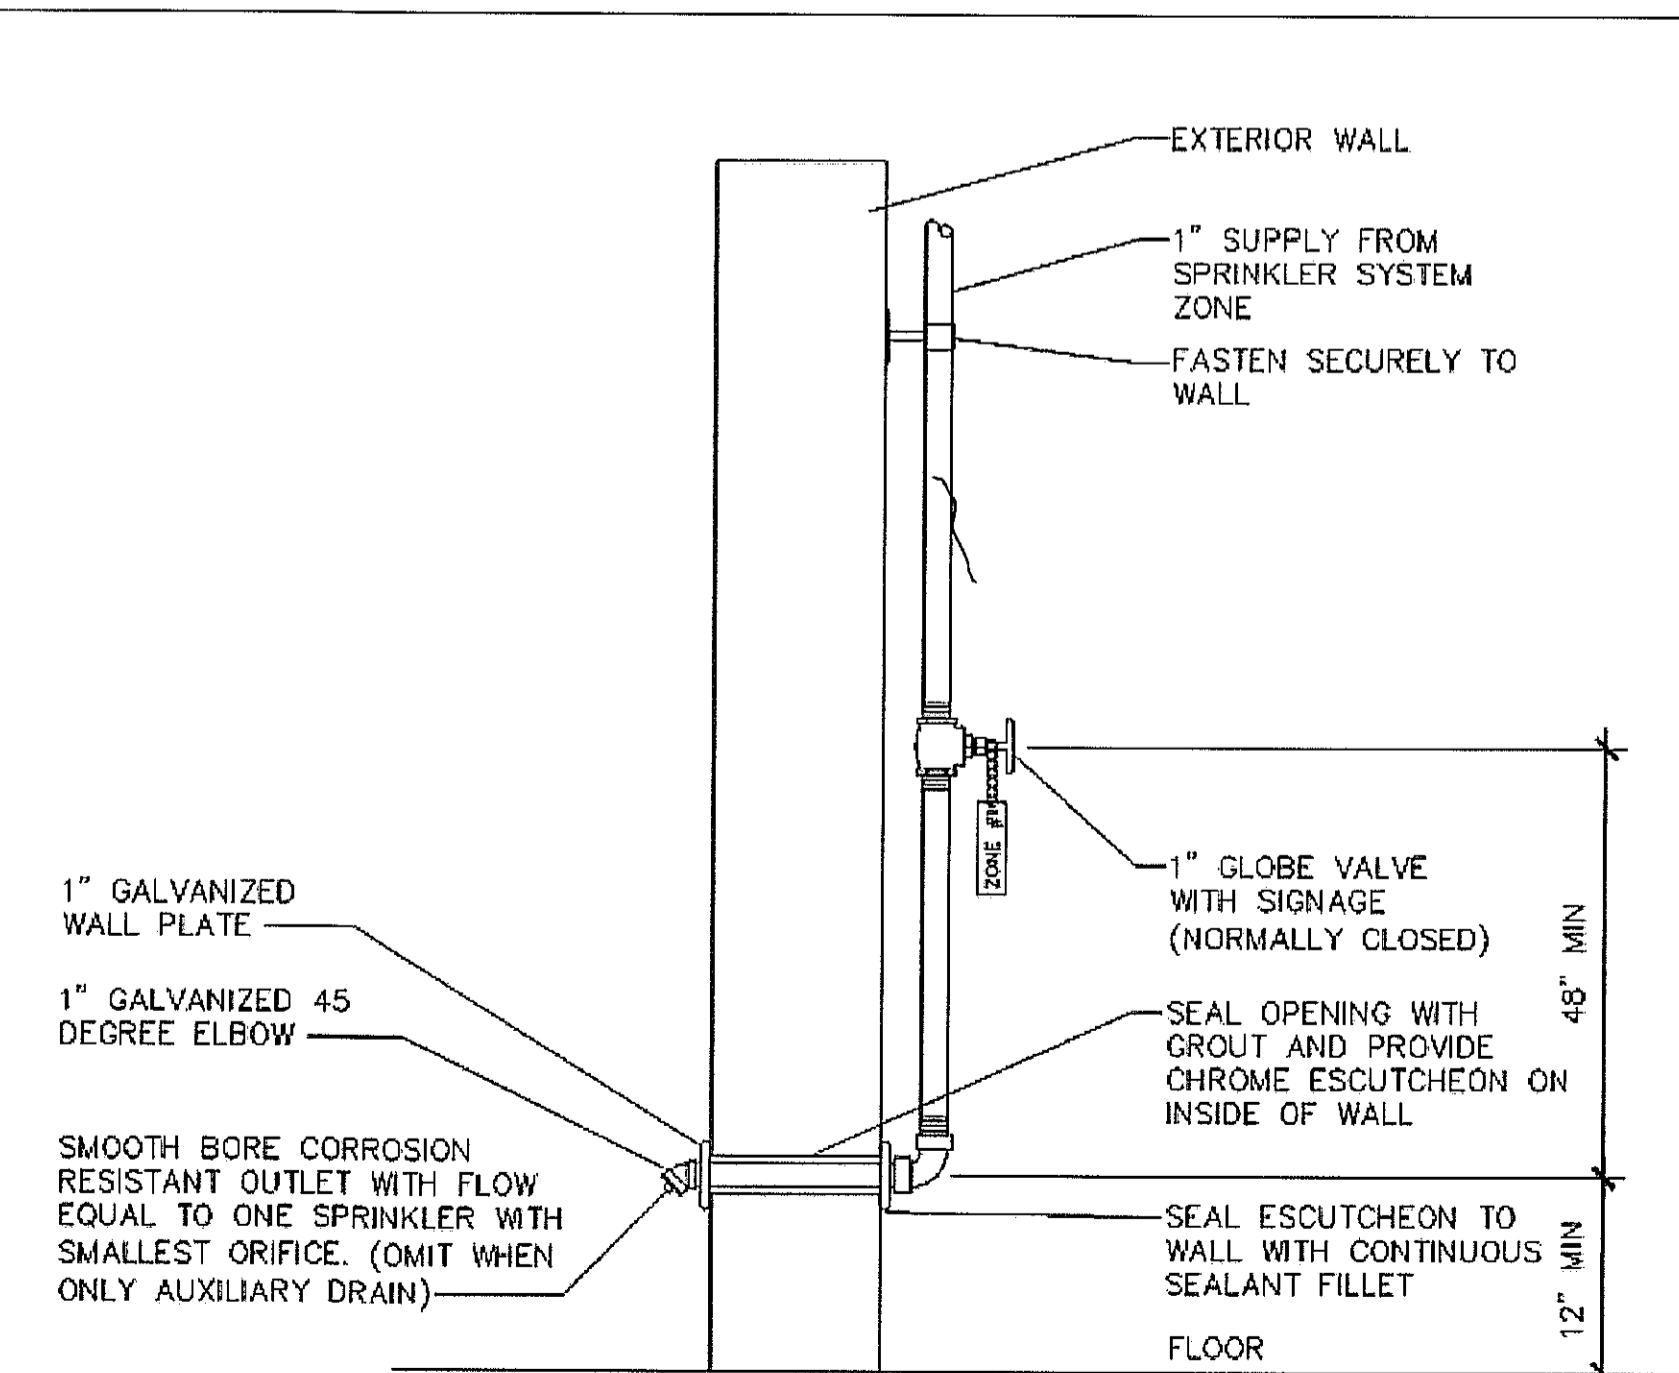 EXTERIOR WALL
1" SUPPLY FROM
SPRINKLER SYSTEM
ZONE
FASTEN SECURELY TO
WALL
ZONE #1
1" GLOBE VALVE
WITH SIGNAGE
(NORMALLY CLOSED)
48" MIN
1" GALVANIZED
WALL PLATE
1" GALVANIZED 45
DEGREE ELBOW
SEAL OPENING WITH
GROUT AND PROVIDE
CHROME ESCUTCHEON ON
INSIDE OF WALL
SMOOTH BORE CORROSION
RESISTANT OUTLET WITH FLOW
EQUAL TO ONE SPRINKLER WITH
SMALLEST ORIFICE. (OMIT WHEN
ONLY AUXILIARY DRAIN)
SEAL ESCUTCHEON TO
WALL WITH CONTINUOUS
SEALANT FILLET
12" MIN
FLOOR